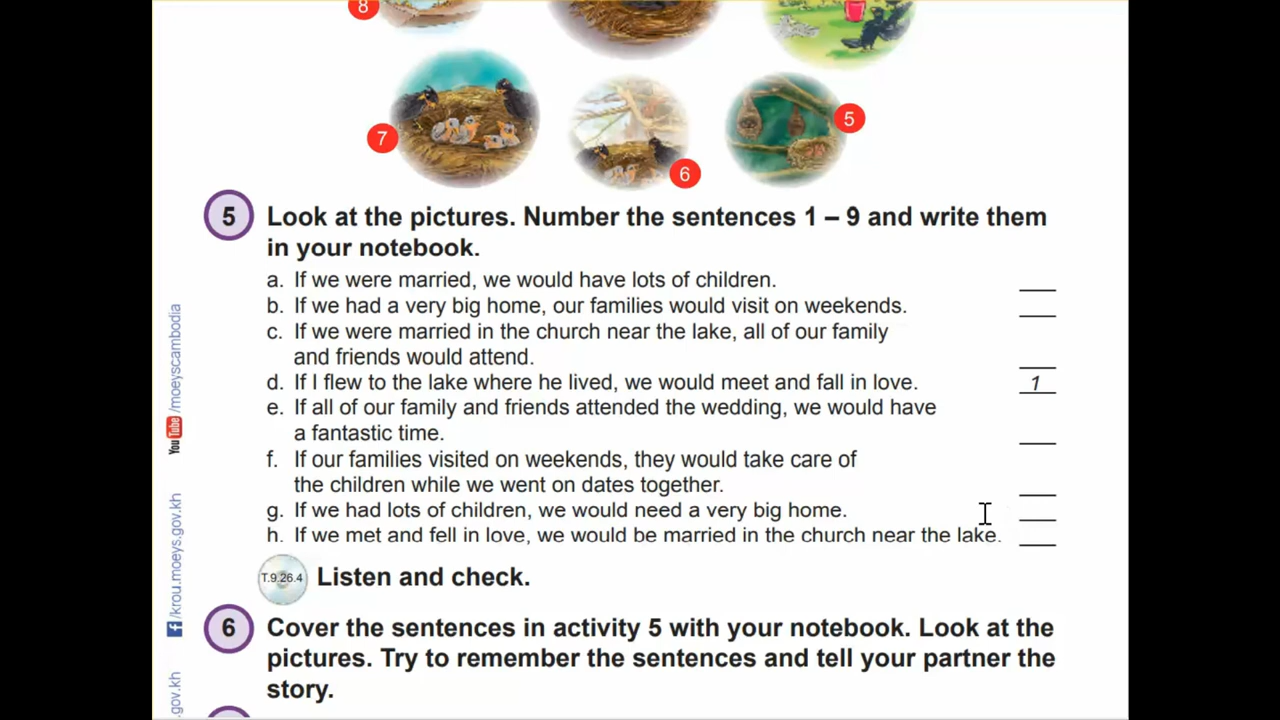 8
7
6
5
5 Look at the pictures. Number the sentences 1 – 9 and write them
in your notebook.
a. If we were married, we would have lots of children. ___
b. If we had a very big home, our families would visit on weekends. ___
c. If we were married in the church near the lake, all of our family
and friends would attend. ___
d. If I flew to the lake where he lived, we would meet and fall in love. 1
e. If all of our family and friends attended the wedding, we would have
a fantastic time. ___
f. If our families visited on weekends, they would take care of
the children while we went on dates together. ___
g. If we had lots of children, we would need a very big home. ___
h. If we met and fell in love, we would be married in the church near the lake. ___
T.9.26.4 Listen and check.
6 Cover the sentences in activity 5 with your notebook. Look at the
pictures. Try to remember the sentences and tell your partner the
story.
YouTube /moeyscambodia
f /krou.moeys.gov.kh
.gov.kh